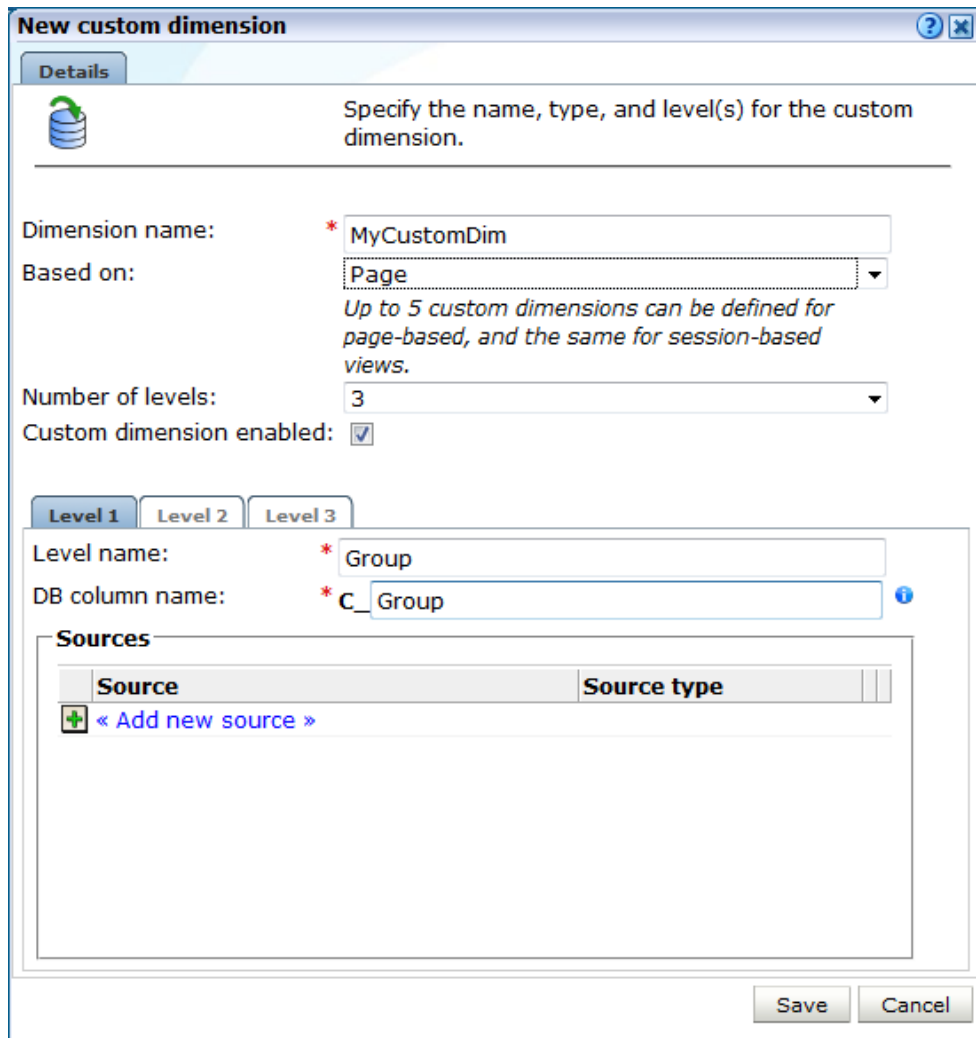 New custom dimension
Details
Specify the name, type, and level(s) for the custom
dimension.
Dimension name: * MyCustomDim
Based on: Page
Up to 5 custom dimensions can be defined for
page-based, and the same for session-based
views.
Number of levels: 3
Custom dimension enabled:
Level 1 Level 2 Level 3
Level name: * Group
DB column name: * C_ Group
Sources
Source Source type
« Add new source »
Save Cancel